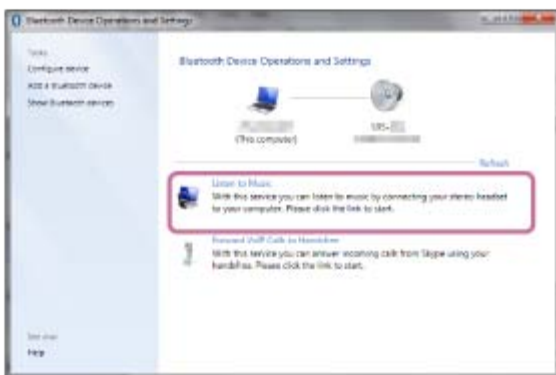 Bluetooth Device Operations and Settings
Tasks
Configure device
Add a Bluetooth device
Show Bluetooth devices
Bluetooth Device Operations and Settings
(This computer)
Refresh
Listen to Music
With this service you can listen to music by connecting your stereo headset
to your computer. Please click the link to start.
Forward VoIP Calls to Handsfree
With this service you can answer incoming calls from Skype using your
handsfree. Please click the link to start.
See also
Help